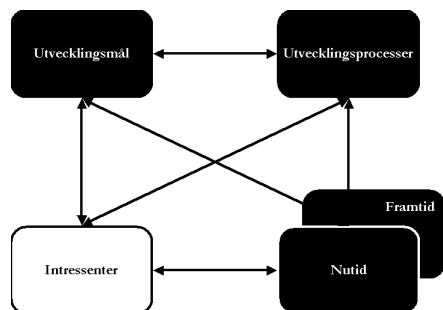 Utvecklingsmål
Utvecklingsprocesser
Framtid
Intressenter
Nutid